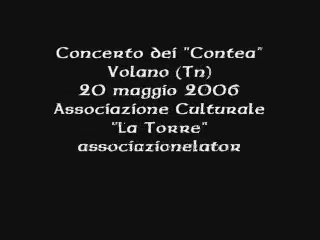 Concerto dei "Contea"
Volano (Tn)
20 maggio 2006
Associazione Culturale
"La Torre"
associazionelator